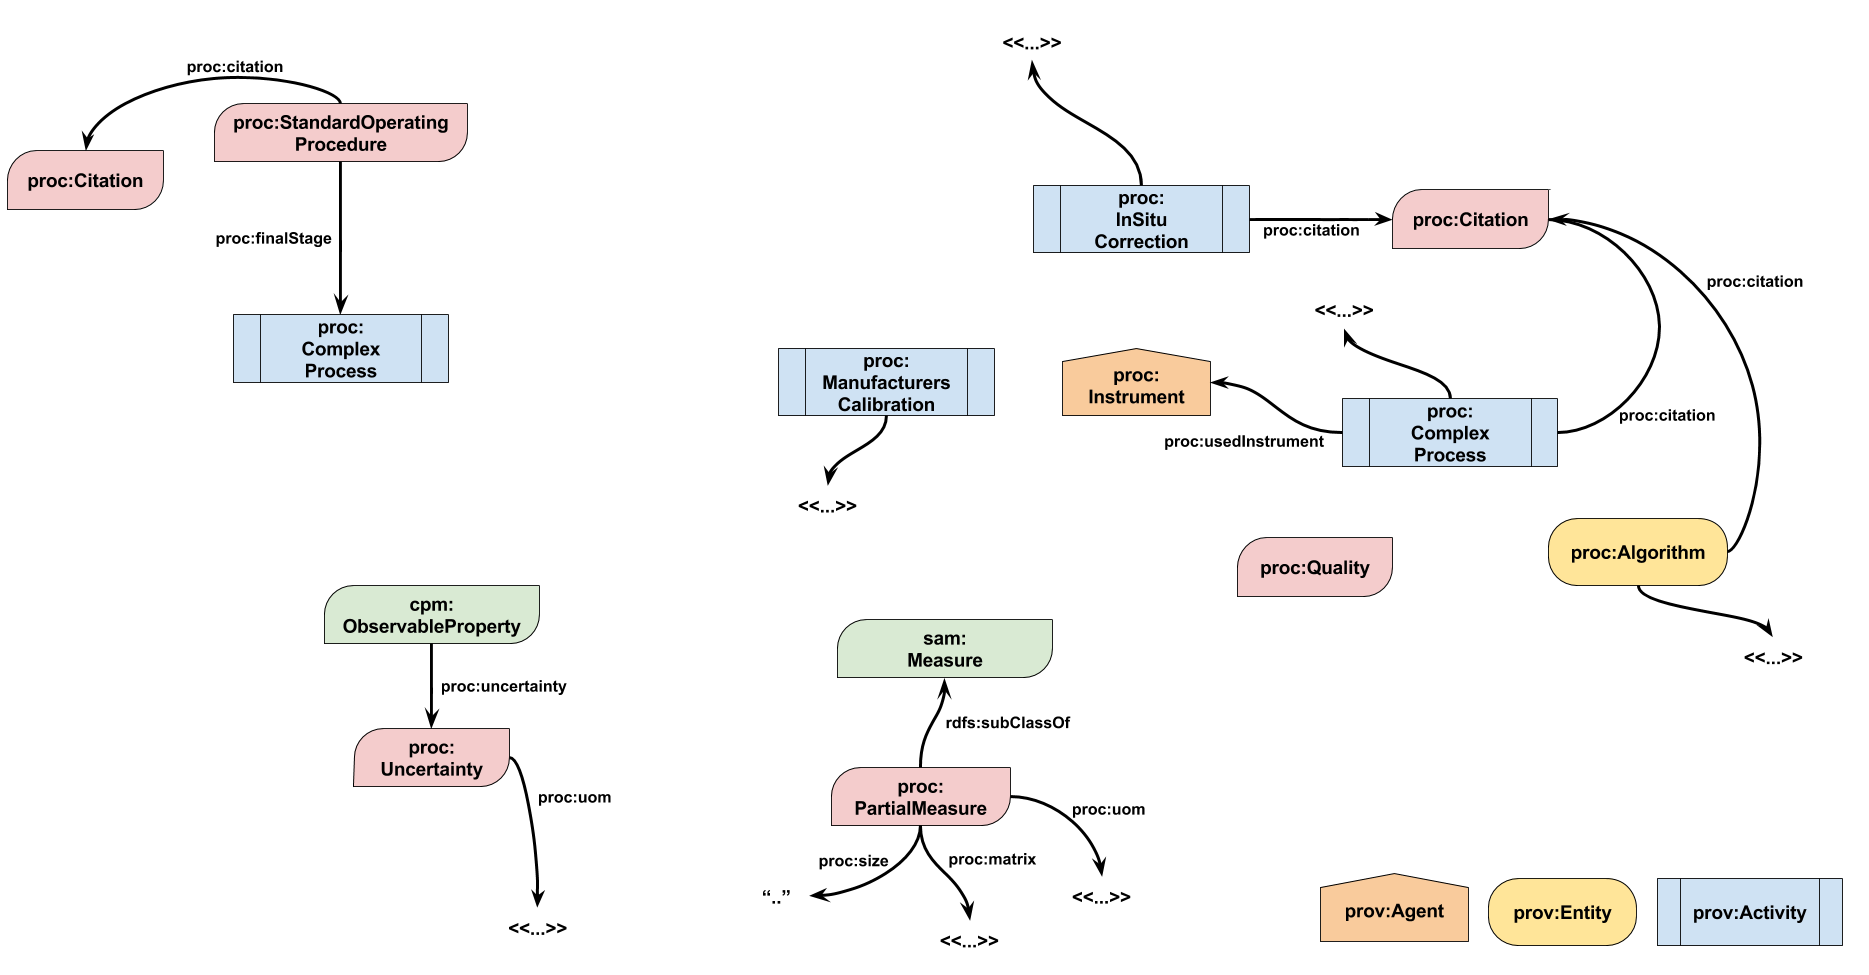 <<...>>
proc:citation
proc:StandardOperating
Procedure
proc:Citation
proc:finalStage
proc:
Complex
Process
proc:
InSitu
Correction
proc:citation
proc:Citation
proc:citation
<<...>>
proc:
Manufacturers
Calibration
<<...>>
proc:
Instrument
proc:usedInstrument
proc:
Complex
Process
proc:citation
proc:Quality
proc:Algorithm
<<...>>
cpm:
ObservableProperty
proc:uncertainty
proc:
Uncertainty
proc:uom
<<...>>
sam:
Measure
rdfs:subClassOf
proc:
PartialMeasure
proc:uom
proc:size
proc:matrix
“..”
<<...>>
<<...>>
prov:Agent
prov:Entity
prov:Activity